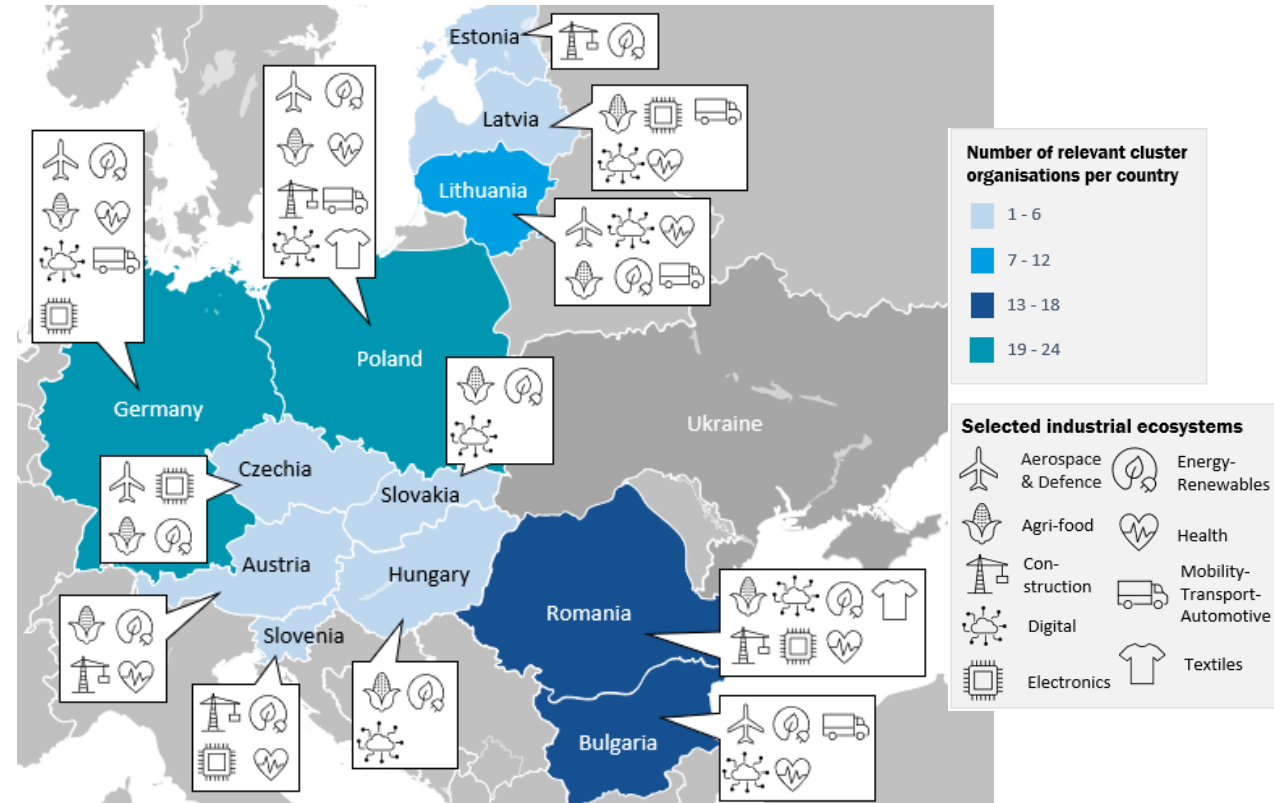 Estonia
Latvia
Lithuania
Poland
Germany
Ukraine
Czechia
Slovakia
Austria
Hungary
Slovenia
Romania
Bulgaria
Number of relevant cluster
organisations per country
1 - 6
7 - 12
13 - 18
19 - 24
Selected industrial ecosystems
Aerospace
& Defence
Energy-
Renewables
Agri-food
Health
Con-
struction
Mobility-
Transport-
Automotive
Digital
Electronics
Textiles